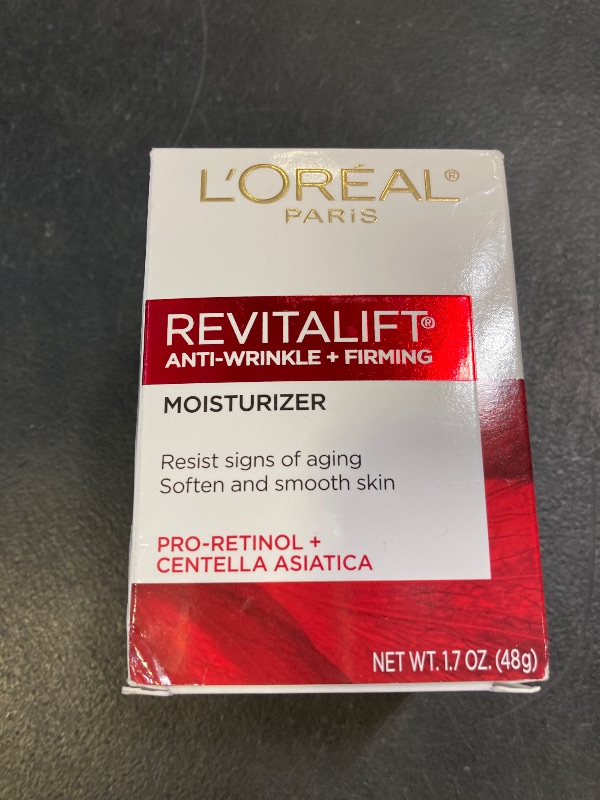 L'ORÉAL®
PARIS
REVITALIFT®
ANTI-WRINKLE + FIRMING
MOISTURIZER
Resist signs of aging
Soften and smooth skin
PRO-RETINOL +
CENTELLA ASIATICA
NET WT. 1.7 OZ. (48g)